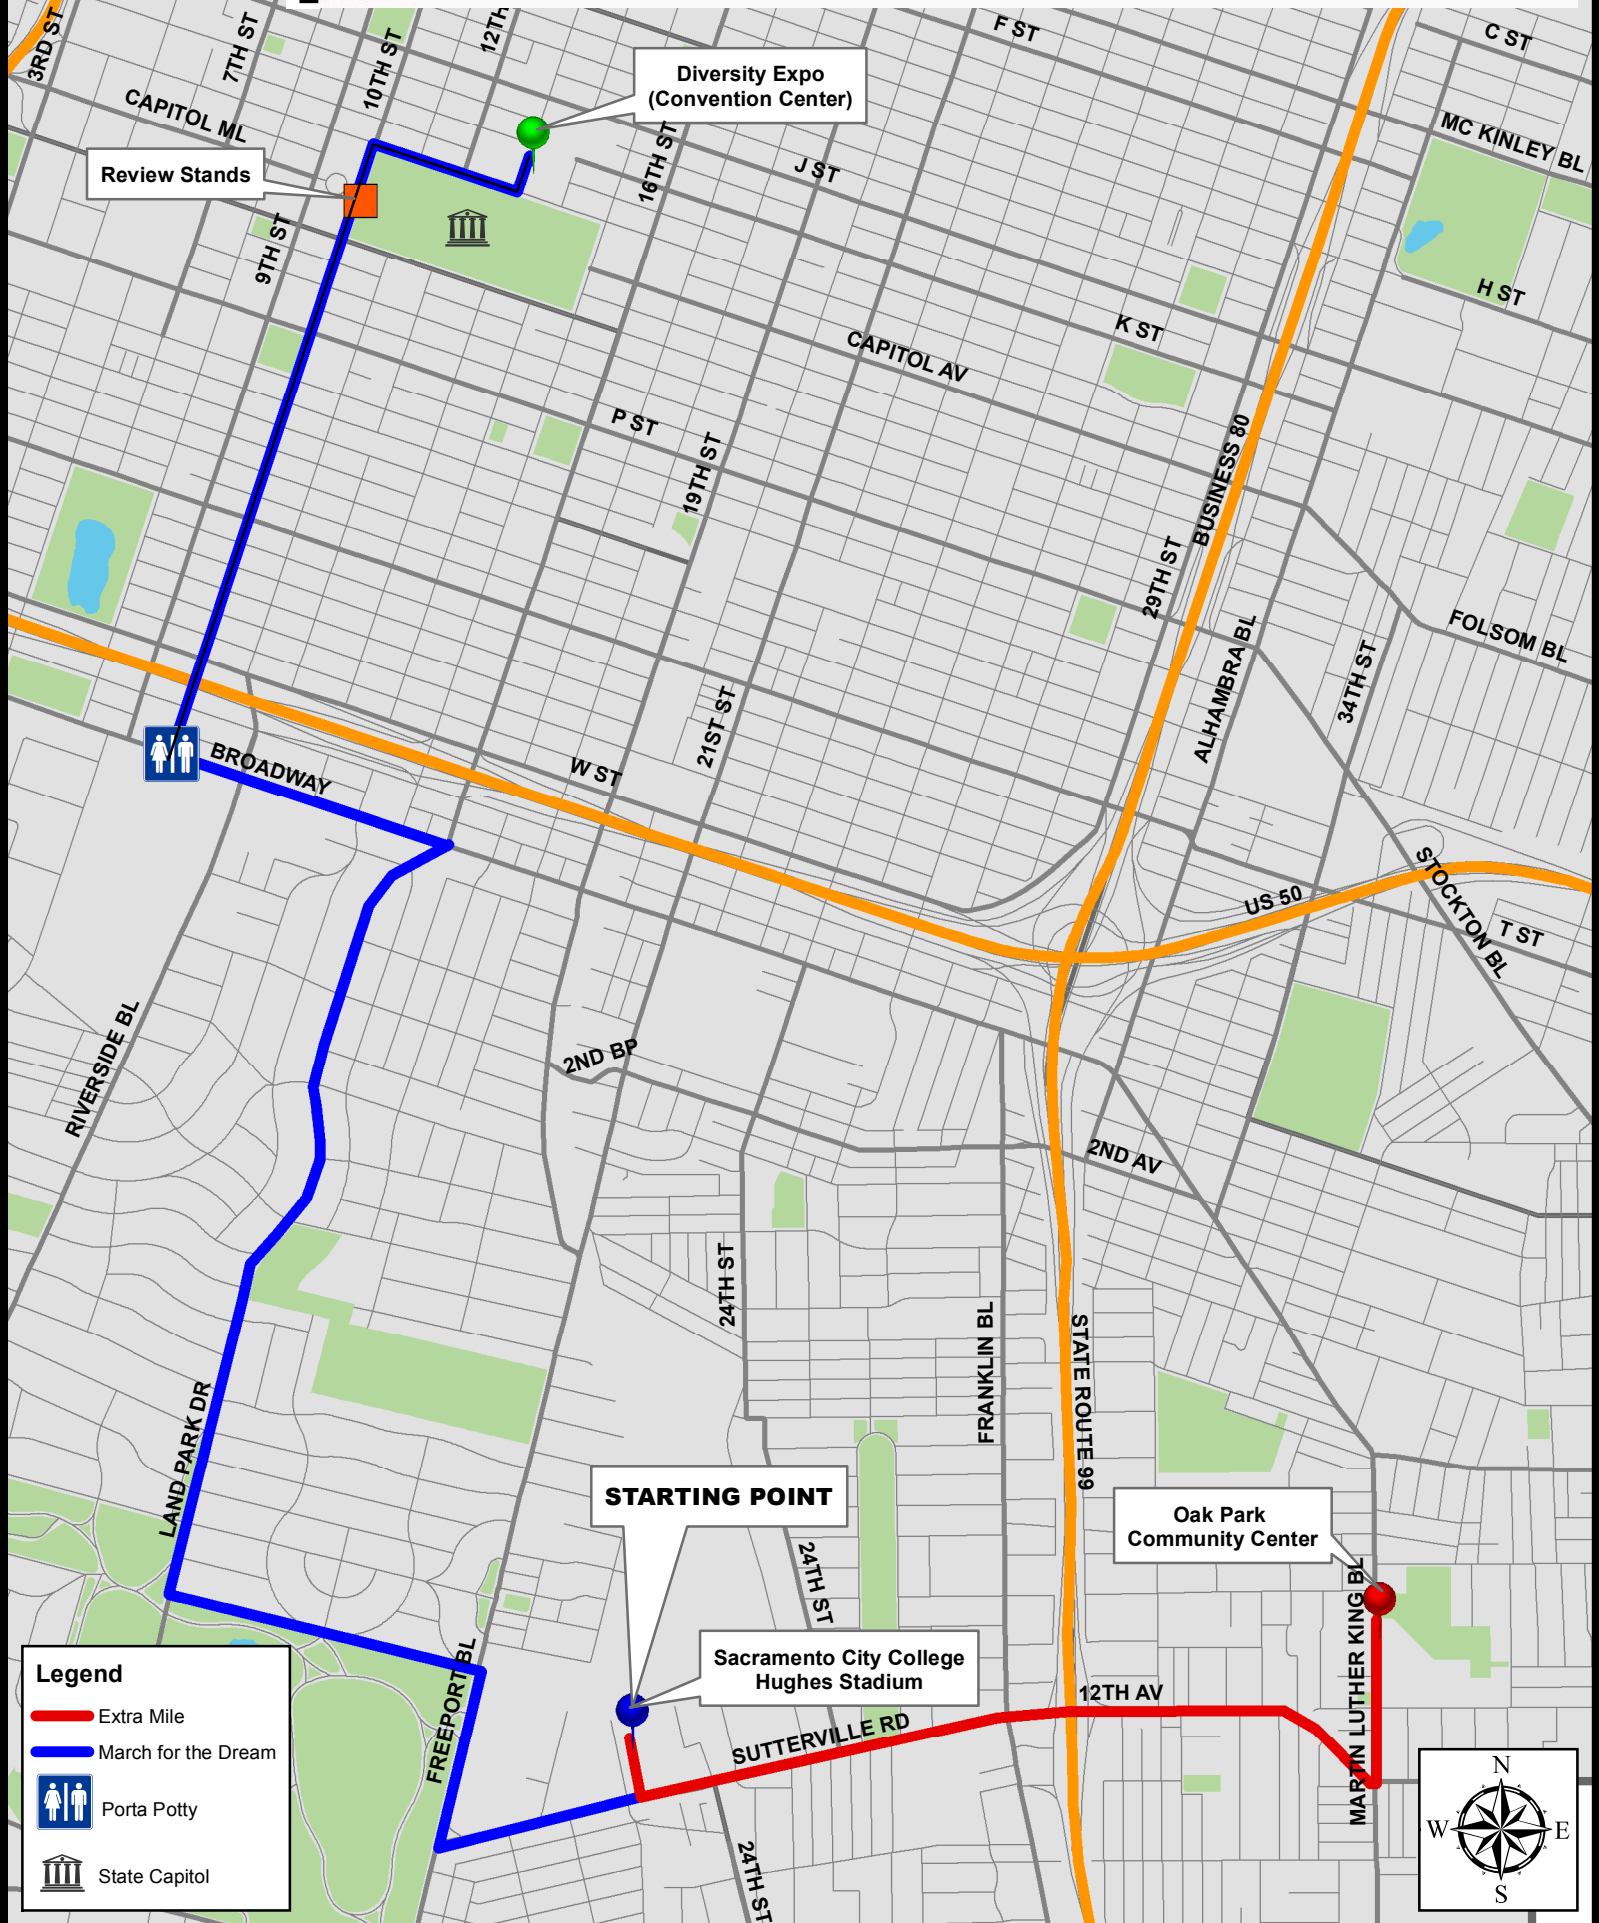 3RD ST
7TH ST
10TH ST
12TH
F ST
C ST
Diversity Expo
(Convention Center)
CAPITOL ML
MC KINLEY BL
Review Stands
16TH ST
J ST
9TH ST
H ST
K ST
CAPITOL AV
P ST
19TH ST
BUSINESS 80
29TH ST
ALHAMBRA BL
34TH ST
FOLSOM BL
21ST ST
BROADWAY
W ST
STOCKTON BL
US 50
T ST
RIVERSIDE BL
2ND BP
2ND AV
24TH ST
FRANKLIN BL
STATE ROUTE 99
LAND PARK DR
STARTING POINT
Oak Park
Community Center
24TH ST
MARTIN LUTHER KING BL
Sacramento City College
Hughes Stadium
FREEPORT BL
12TH AV
SUTTERVILLE RD
24TH ST
Legend
Extra Mile
March for the Dream
Porta Potty
State Capitol
N
W
E
S